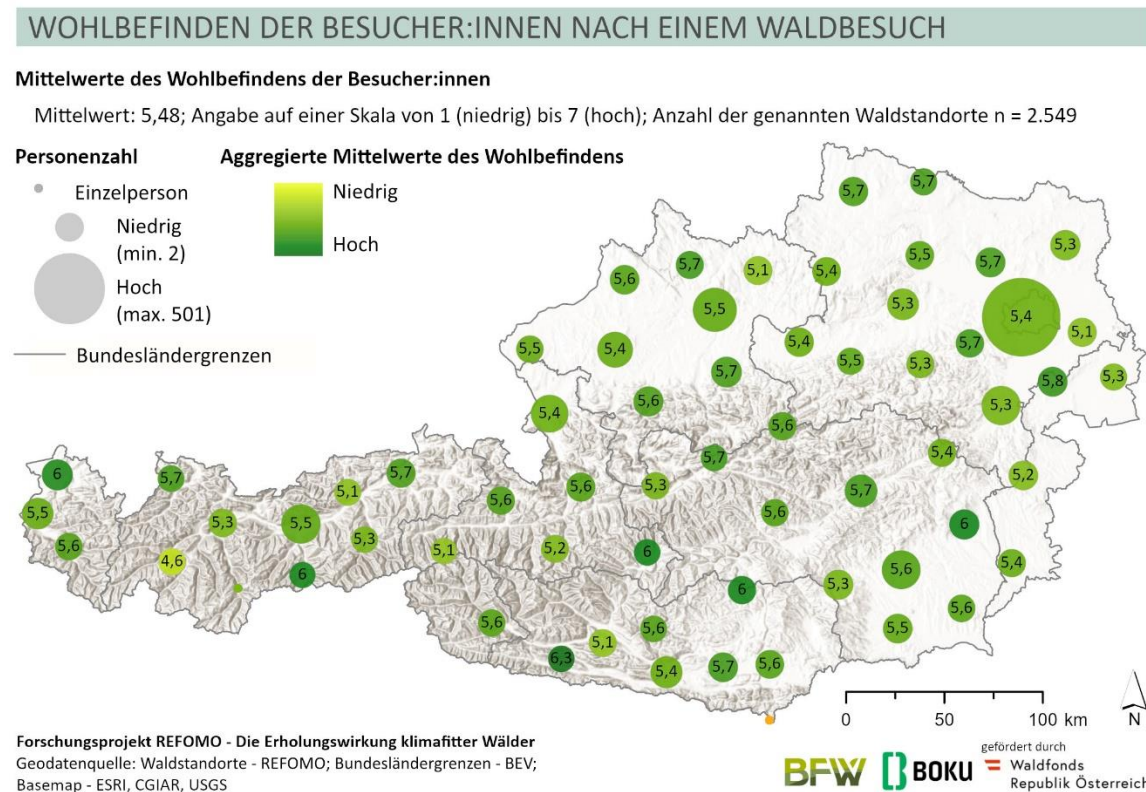 WOHLBEFINDEN DER BESUCHER:INNEN NACH EINEM WALDBESUCH
Mittelwerte des Wohlbefindens der Besucher:innen
Mittelwert: 5,48; Angabe auf einer Skala von 1 (niedrig) bis 7 (hoch); Anzahl der genannten Waldstandorte n = 2.549
Personenzahl
Einzelperson
Niedrig
(min. 2)
Hoch
(max. 501)
Bundesländergrenzen
Aggregierte Mittelwerte des Wohlbefindens
Niedrig
Hoch
5,7
5,7
5,3
5,5
5,7
5,7
5,1
5,4
5,6
5,3
5,5
5,4
5,1
5,7
5,4
5,5
5,4
5,5
5,3
5,7
5,8
5,3
5,6
5,3
5,4
5,6
5,4
5,7
6
5,7
5,7
5,2
5,6
5,3
5,1
5,6
5,7
5,5
5,6
5,3
5,5
6
5,3
5,6
5,1
5,2
6
4,6
5,4
5,6
6
5,3
6
5,6
5,6
5,6
5,5
5,1
6,3
5,4
5,7
5,6
0 50 100 km
N
Forschungsprojekt REFOMO - Die Erholungswirkung klimafitter Wälder
Geodatenquelle: Waldstandorte - REFOMO; Bundesländergrenzen - BEV;
Basemap - ESRI, CGIAR, USGS
BFW
BOKU
gefördert durch
Waldfonds
Republik Österreich